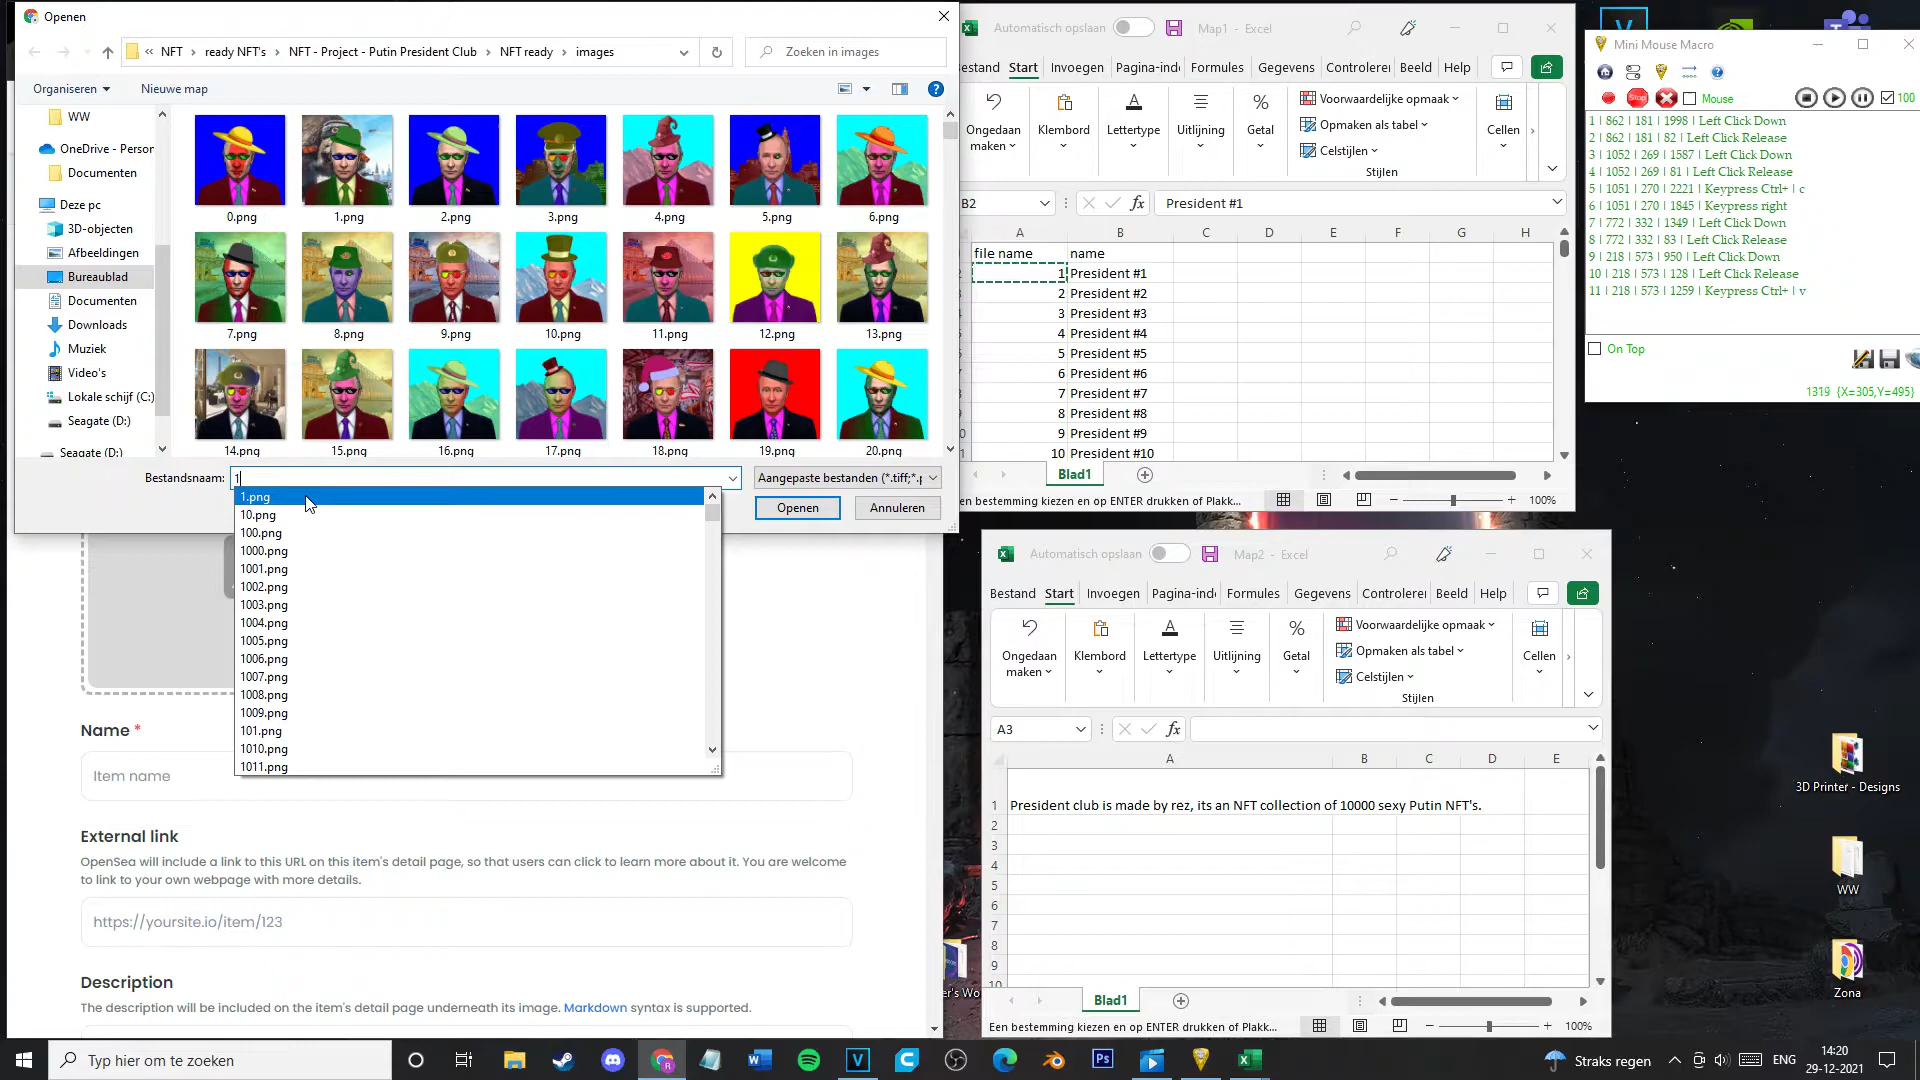 Openen
« NFT › ready NFT's › NFT - Project - Putin President Club › NFT ready › images
Zoeken in images
Organiseren
Nieuwe map
WW
OneDrive - Person
Documenten
Deze pc
3D-objecten
Afbeeldingen
Bureaublad
Documenten
Downloads
Muziek
Video's
Lokale schijf (C:)
Seagate (D:)
Seagate (D:)
0.png 1.png 2.png 3.png 4.png 5.png 6.png
7.png 8.png 9.png 10.png 11.png 12.png 13.png
14.png 15.png 16.png 17.png 18.png 19.png 20.png
Bestandsnaam: 1
Aangepaste bestanden (*.tiff;*.p
Openen
Annuleren
1.png
10.png
100.png
1000.png
1001.png
1002.png
1003.png
1004.png
1005.png
1006.png
1007.png
1008.png
1009.png
101.png
1010.png
1011.png
Name *
Item name
External link
OpenSea will include a link to this URL on this item's detail page, so that users can click to learn more about it. You are welcome
to link to your own webpage with more details.
https://yoursite.io/item/123
Description
The description will be included on the item's detail page underneath its image. Markdown syntax is supported.
Automatisch opslaan Map1 - Excel
estand Start Invoegen Pagina-indi Formules Gegevens Controleren Beeld Help
Ongedaan maken
Klembord
Lettertype
Uitlijning
Getal
Voorwaardelijke opmaak
Opmaken als tabel
Celstijlen
Stijlen
Cellen
B2
fx President #1
A B C D E F G H
file name name
1 President #1
2 President #2
3 President #3
4 President #4
5 President #5
6 President #6
7 President #7
8 President #8
9 President #9
10 President #10
Blad1
en bestemming kiezen en op ENTER drukken of Plakk...
100%
Automatisch opslaan Map2 - Excel
Bestand Start Invoegen Pagina-indi Formules Gegevens Controleren Beeld Help
Ongedaan maken
Klembord
Lettertype
Uitlijning
Getal
Voorwaardelijke opmaak
Opmaken als tabel
Celstijlen
Stijlen
Cellen
A3
fx
A B C D E
1 President club is made by rez, its an NFT collection of 10000 sexy Putin NFT's.
2
3
4
5
6
7
8
9
10
Blad1
Een bestemming kiezen en op ENTER drukken of Plakk...
100%
Mini Mouse Macro
Stop
Mouse
100
1 | 862 | 181 | 1998 | Left Click Down
2 | 862 | 181 | 82 | Left Click Release
3 | 1052 | 269 | 1587 | Left Click Down
4 | 1052 | 269 | 81 | Left Click Release
5 | 1051 | 270 | 2221 | Keypress Ctrl+ | c
6 | 1051 | 270 | 1845 | Keypress right
7 | 772 | 332 | 1349 | Left Click Down
8 | 772 | 332 | 83 | Left Click Release
9 | 218 | 573 | 950 | Left Click Down
10 | 218 | 573 | 128 | Left Click Release
11 | 218 | 573 | 1259 | Keypress Ctrl+ | v
On Top
1319 {X=305,Y=495}
3D Printer - Designs
WW
Zona
er's Wo
Typ hier om te zoeken
Straks regen
ENG
14:20
29-12-2021